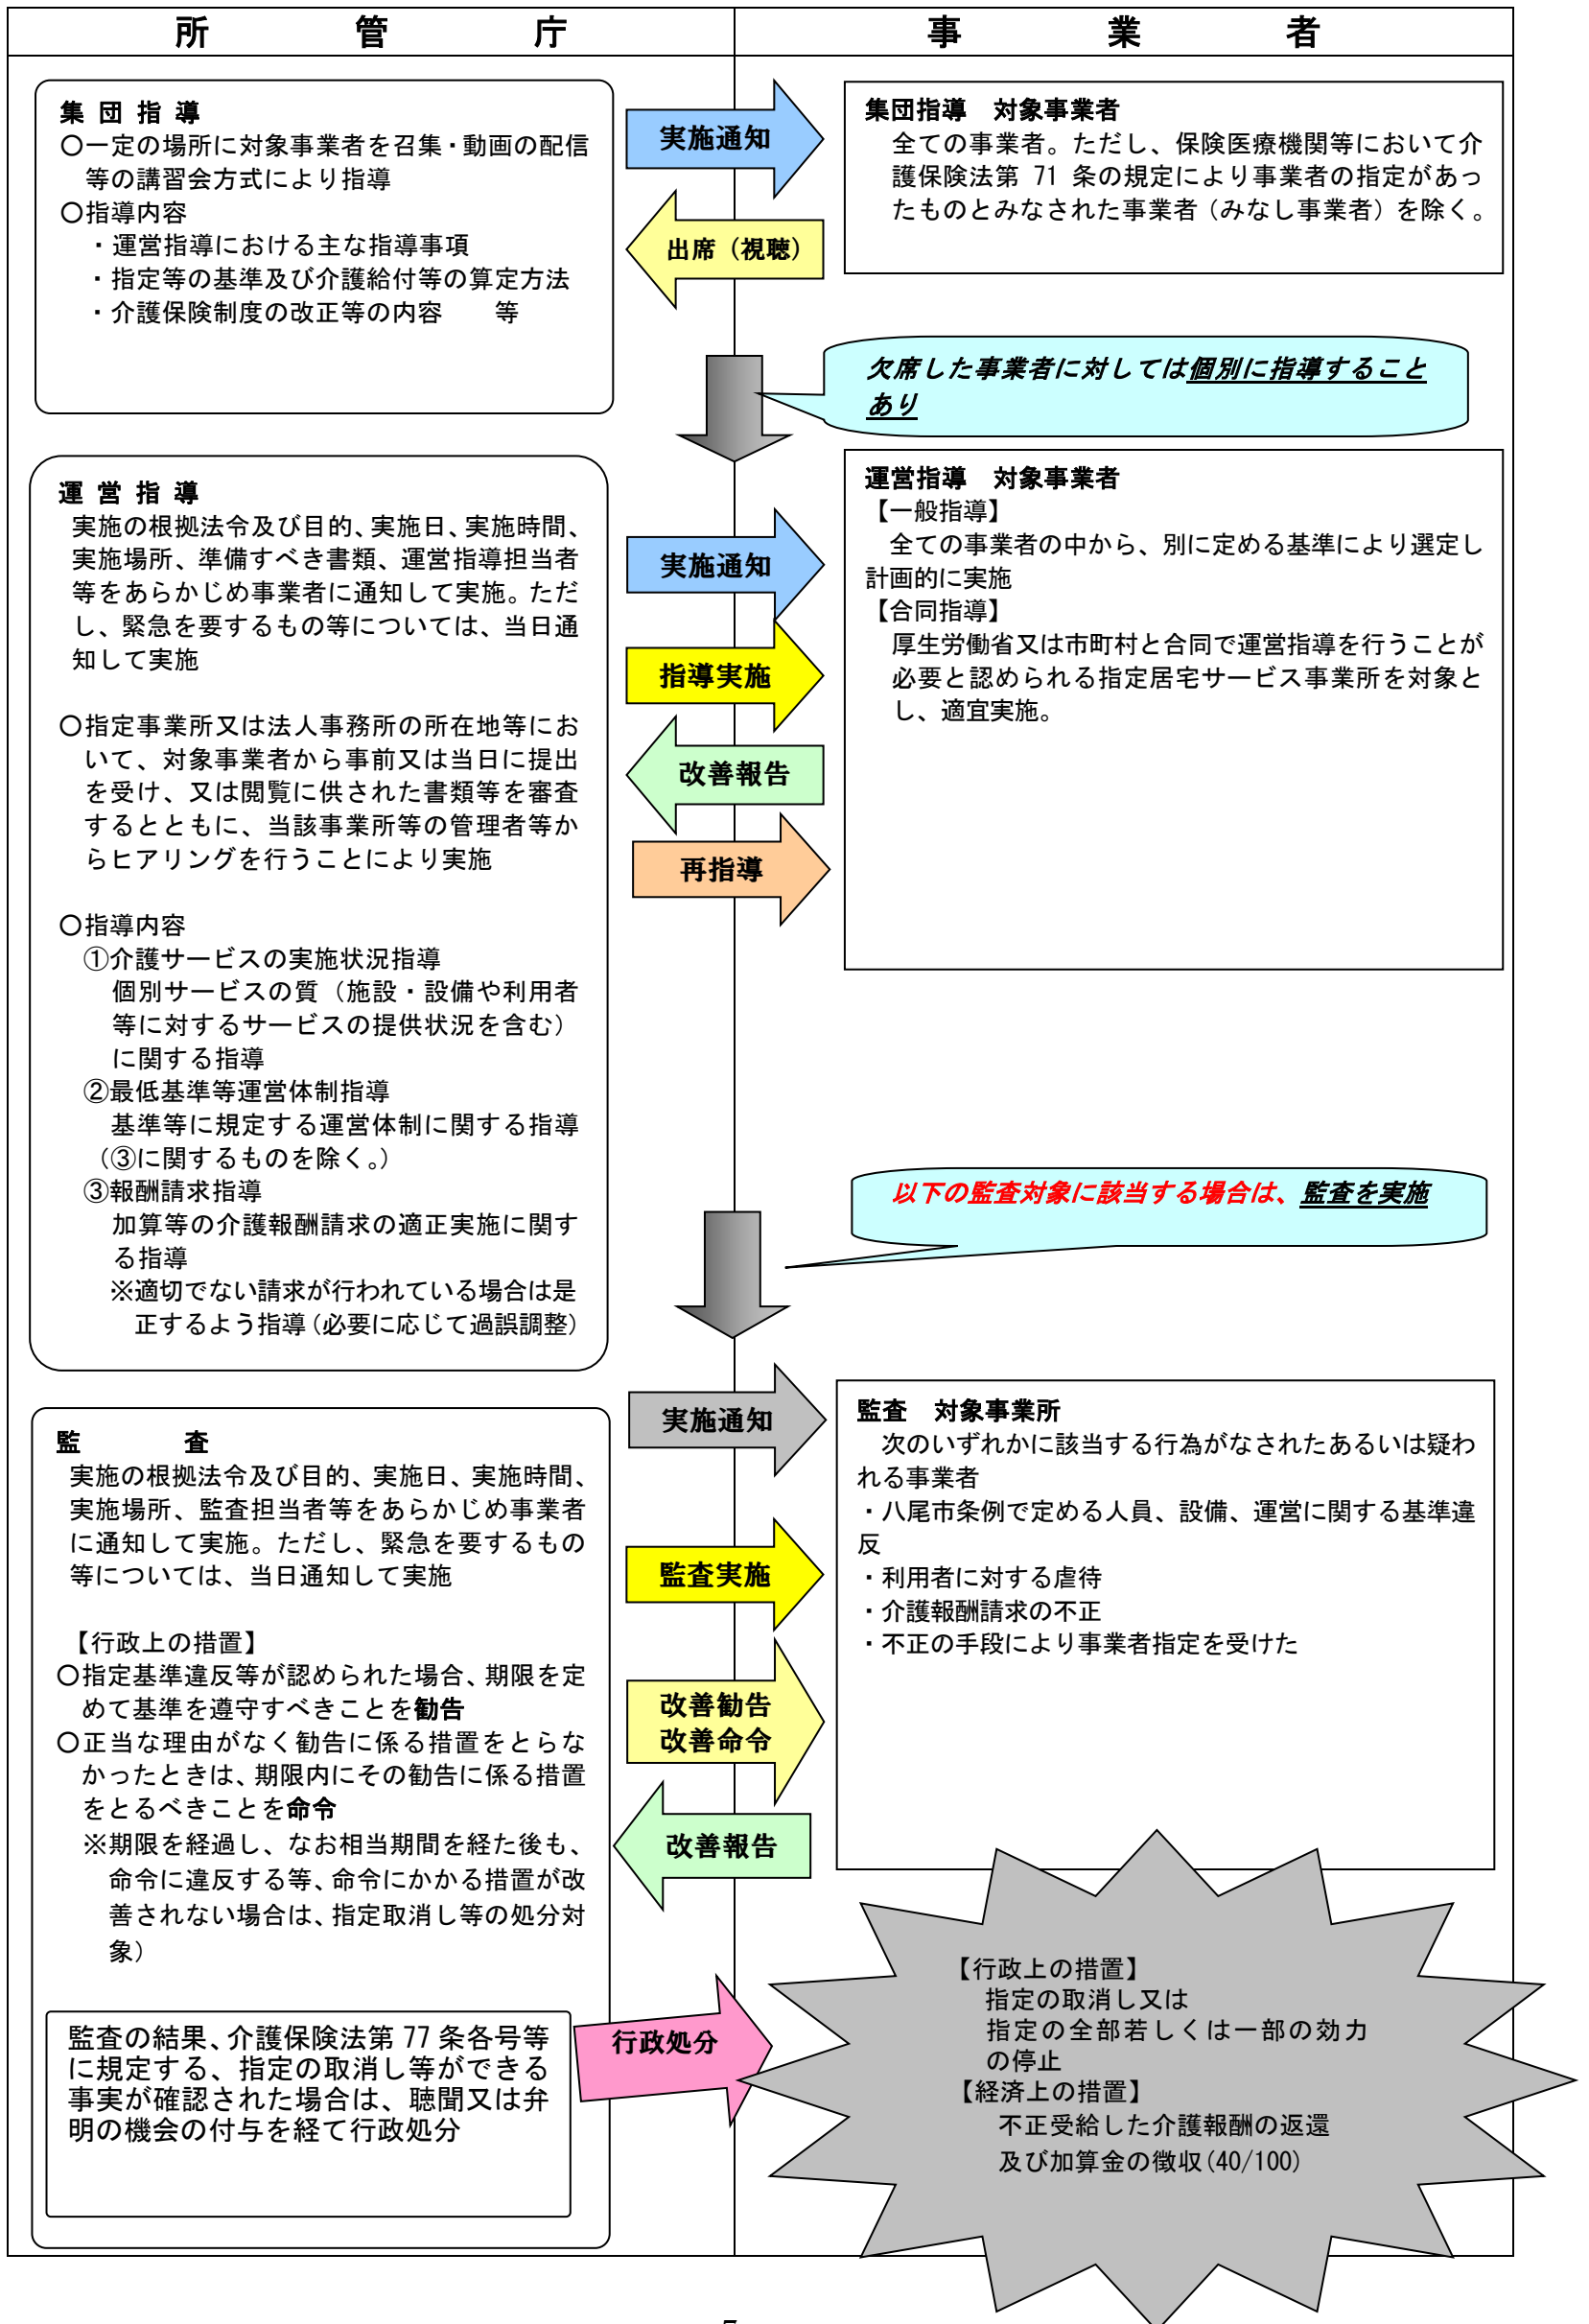 所管庁
事業者
集団指導
〇一定の場所に対象事業者を召集・動画の配信
等の講習会方式により指導
〇指導内容
・運営指導における主な指導事項
・指定等の基準及び介護給付等の算定方法
・介護保険制度の改正等の内容　　等
実施通知
出席（視聴）
集団指導　対象事業者
全ての事業者。ただし、保険医療機関等において介
護保険法第 71 条の規定により事業者の指定があっ
たものとみなされた事業者（みなし事業者）を除く。
欠席した事業者に対しては個別に指導すること
あり
運営指導
実施の根拠法令及び目的、実施日、実施時間、
実施場所、準備すべき書類、運営指導担当者
等をあらかじめ事業者に通知して実施。ただ
し、緊急を要するもの等については、当日通
知して実施
〇指定事業所又は法人事務所の所在地等にお
いて、対象事業者から事前又は当日に提出
を受け、又は閲覧に供された書類等を審査
するとともに、当該事業所等の管理者等か
らヒアリングを行うことにより実施
〇指導内容
①介護サービスの実施状況指導
個別サービスの質（施設・設備や利用者
等に対するサービスの提供状況を含む）
に関する指導
②最低基準等運営体制指導
基準等に規定する運営体制に関する指導
（③に関するものを除く。）
③報酬請求指導
加算等の介護報酬請求の適正実施に関す
る指導
※適切でない請求が行われている場合は是
正するよう指導（必要に応じて過誤調整）
実施通知
指導実施
改善報告
再指導
運営指導　対象事業者
【一般指導】
全ての事業者の中から、別に定める基準により選定し
計画的に実施
【合同指導】
厚生労働省又は市町村と合同で運営指導を行うことが
必要と認められる指定居宅サービス事業所を対象と
し、適宜実施。
以下の監査対象に該当する場合は、監査を実施
監　　査
実施の根拠法令及び目的、実施日、実施時間、
実施場所、監査担当者等をあらかじめ事業者
に通知して実施。ただし、緊急を要するもの
等については、当日通知して実施
【行政上の措置】
〇指定基準違反等が認められた場合、期限を定
めて基準を遵守すべきことを勧告
〇正当な理由がなく勧告に係る措置をとらな
かったときは、期限内にその勧告に係る措置
をとるべきことを命令
※期限を経過し、なお相当期間を経た後も、
命令に違反する等、命令にかかる措置が改
善されない場合は、指定取消し等の処分対
象）
監査の結果、介護保険法第 77 条各号等
に規定する、指定の取消し等ができる
事実が確認された場合は、聴聞又は弁
明の機会の付与を経て行政処分
実施通知
監査実施
改善勧告
改善命令
改善報告
行政処分
監査　対象事業所
次のいずれかに該当する行為がなされたあるいは疑わ
れる事業者
・八尾市条例で定める人員、設備、運営に関する基準違
反
・利用者に対する虐待
・介護報酬請求の不正
・不正の手段により事業者指定を受けた
【行政上の措置】
指定の取消し又は
指定の全部若しくは一部の効力
の停止
【経済上の措置】
不正受給した介護報酬の返還
及び加算金の徴収（40/100）